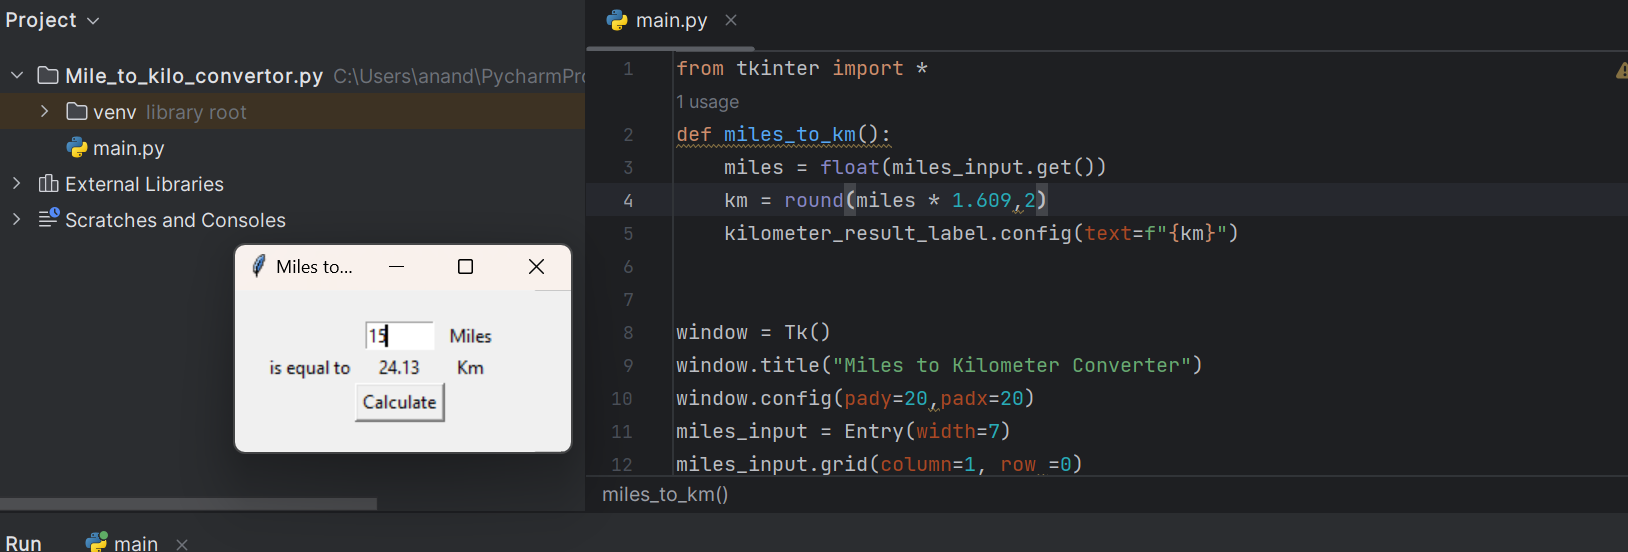 Project
Mile_to_kilo_convertor.py C:\Users\anand\PycharmPro
venv library root
main.py
External Libraries
Scratches and Consoles
Miles to...
15 Miles
is equal to 24.13 Km
Calculate
main.py
1 from tkinter import *
1 usage
2 def miles_to_km():
3 miles = float(miles_input.get())
4 km = round(miles * 1.609,2)
5 kilometer_result_label.config(text=f"{km}")
6
7
8 window = Tk()
9 window.title("Miles to Kilometer Converter")
10 window.config(pady=20,padx=20)
11 miles_input = Entry(width=7)
12 miles_input.grid(column=1, row =0)
miles_to_km()
Run main